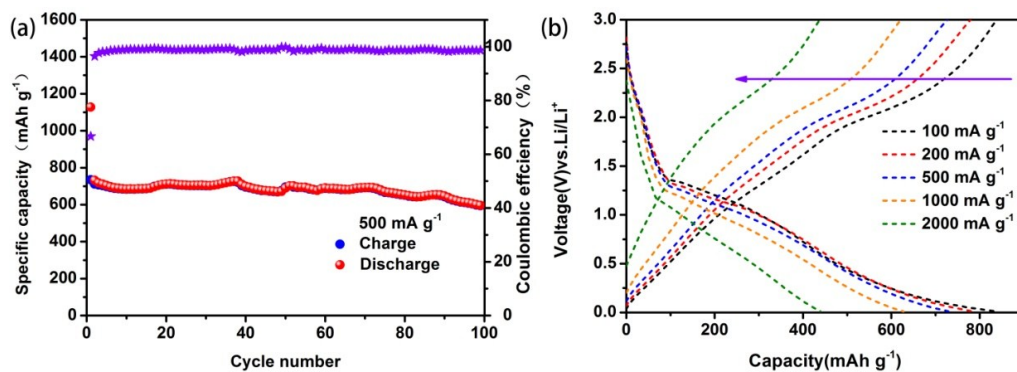 (a)
1600
1400
1200
1000
800
600
400
200
0
Specific capacity (mAh g⁻¹)
0 20 40 60 80 100
Cycle number
100
80
60
40
20
0
Coulombic efficiency (%)
500 mA g⁻¹
Charge
Discharge
(b)
3.0
2.5
2.0
1.5
1.0
0.5
0.0
Voltage(V)vs.Li/Li⁺
0 200 400 600 800
Capacity(mAh g⁻¹)
100 mA g⁻¹
200 mA g⁻¹
500 mA g⁻¹
1000 mA g⁻¹
2000 mA g⁻¹